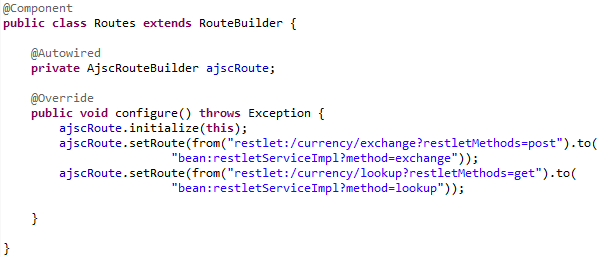 @Component
public class Routes extends RouteBuilder {
@Autowired
private AjscRouteBuilder ajscRoute;
@Override
public void configure() throws Exception {
ajscRoute.initialize(this);
ajscRoute.setRoute(from("restlet:/currency/exchange?restletMethods=post").to(
"bean:restletServiceImpl?method=exchange"));
ajscRoute.setRoute(from("restlet:/currency/lookup?restletMethods=get").to(
"bean:restletServiceImpl?method=lookup"));
}
}